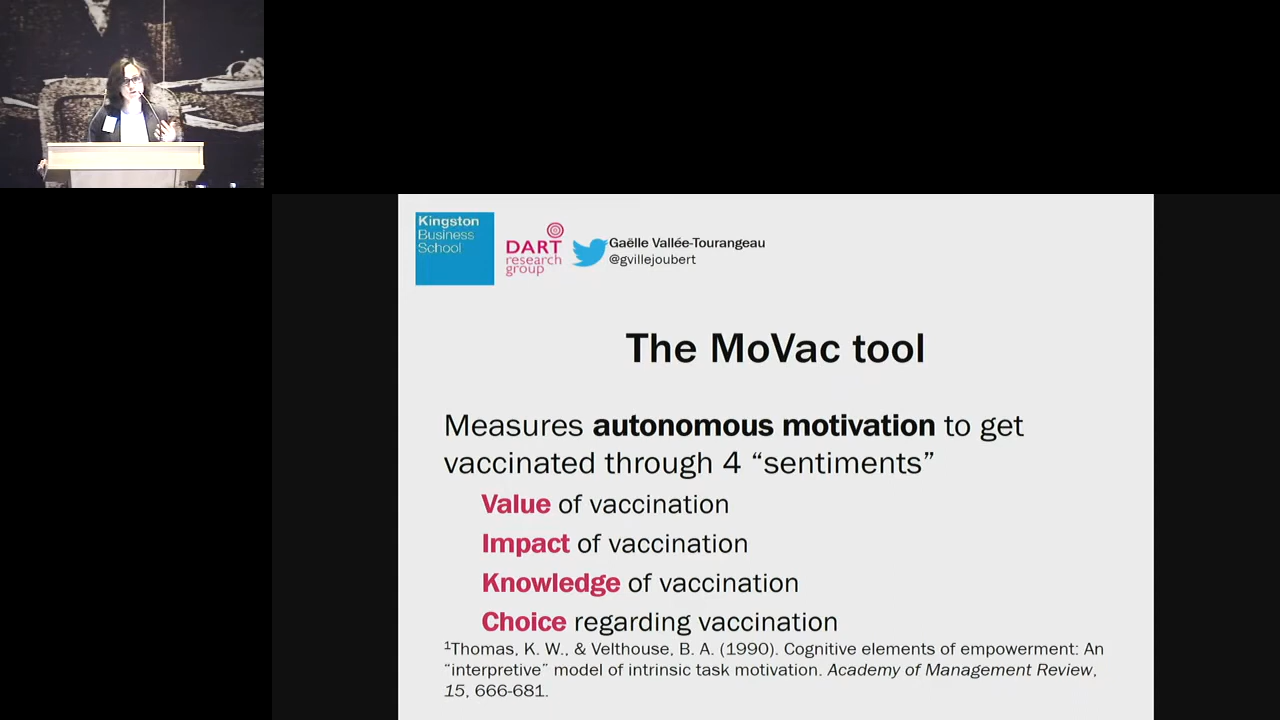 Kingston
Business
School
DART
research
group
Gaëlle Vallée-Tourangeau
@gvillejoubert
The MoVac tool
Measures autonomous motivation to get
vaccinated through 4 “sentiments”
Value of vaccination
Impact of vaccination
Knowledge of vaccination
Choice regarding vaccination
¹Thomas, K. W., & Velthouse, B. A. (1990). Cognitive elements of empowerment: An
“interpretive” model of intrinsic task motivation. Academy of Management Review,
15, 666-681.